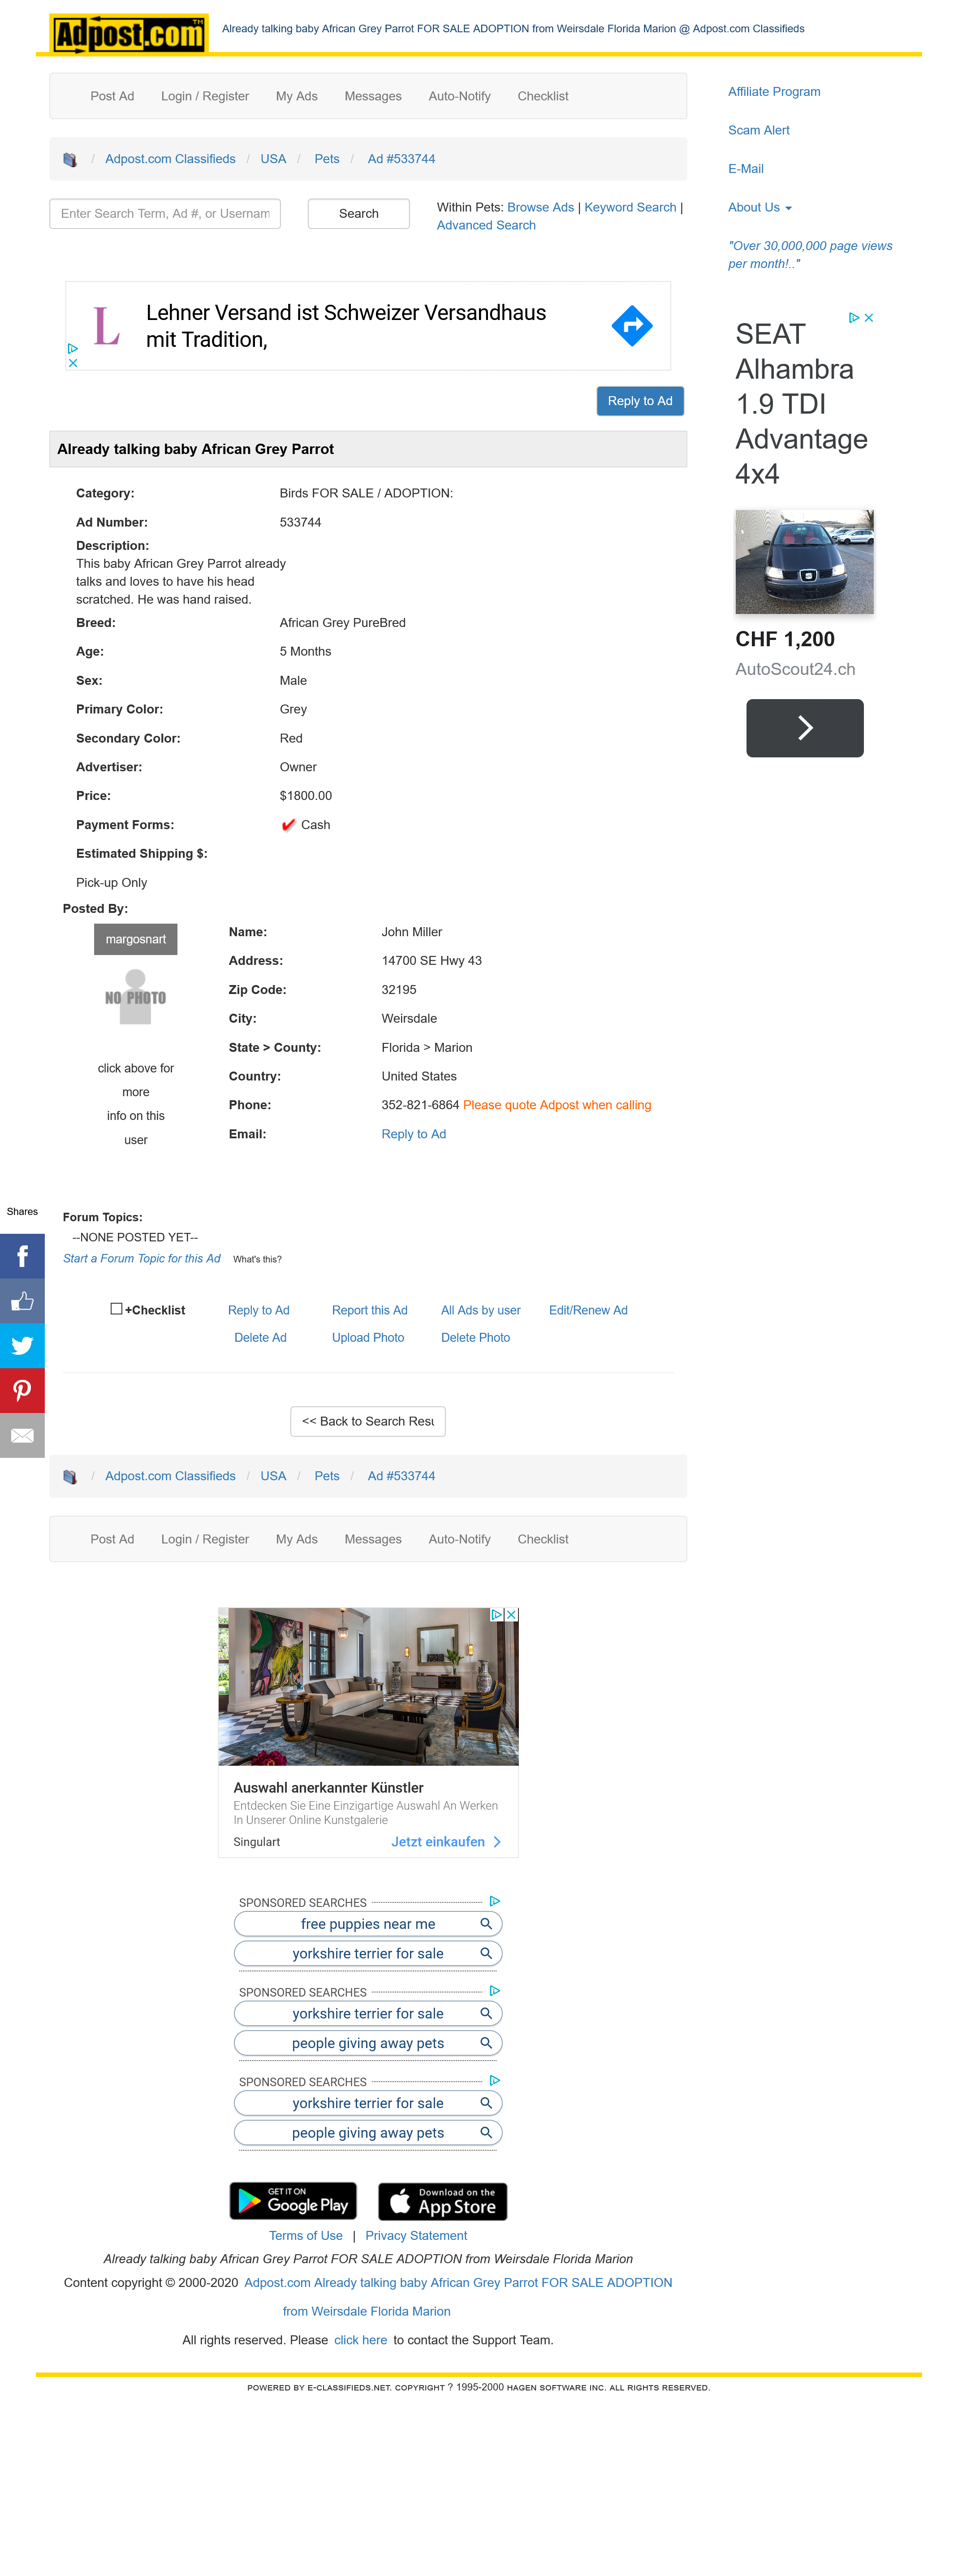 Adpost.com TM
Already talking baby African Grey Parrot FOR SALE ADOPTION from Weirsdale Florida Marion @ Adpost.com Classifieds
Post Ad Login / Register My Ads Messages Auto-Notify Checklist
/ Adpost.com Classifieds / USA / Pets / Ad #533744
Enter Search Term, Ad #, or Usernam
Search
Within Pets: Browse Ads | Keyword Search |
Advanced Search
Affiliate Program
Scam Alert
E-Mail
About Us
"Over 30,000,000 page views
per month!.."
L
Lehner Versand ist Schweizer Versandhaus
mit Tradition,
Reply to Ad
SEAT
Alhambra
1.9 TDI
Advantage
4x4
CHF 1,200
AutoScout24.ch
Already talking baby African Grey Parrot
Category: Birds FOR SALE / ADOPTION:
Ad Number: 533744
Description:
This baby African Grey Parrot already
talks and loves to have his head
scratched. He was hand raised.
Breed: African Grey PureBred
Age: 5 Months
Sex: Male
Primary Color: Grey
Secondary Color: Red
Advertiser: Owner
Price: $1800.00
Payment Forms: Cash
Estimated Shipping $:
Pick-up Only
Posted By:
margosnart
NO PHOTO
click above for
more
info on this
user
Name: John Miller
Address: 14700 SE Hwy 43
Zip Code: 32195
City: Weirsdale
State > County: Florida > Marion
Country: United States
Phone: 352-821-6864 Please quote Adpost when calling
Email: Reply to Ad
Shares
Forum Topics:
--NONE POSTED YET--
Start a Forum Topic for this Ad What's this?
+Checklist Reply to Ad Report this Ad All Ads by user Edit/Renew Ad
Delete Ad Upload Photo Delete Photo
<< Back to Search Resu
/ Adpost.com Classifieds / USA / Pets / Ad #533744
Post Ad Login / Register My Ads Messages Auto-Notify Checklist
Auswahl anerkannter Künstler
Entdecken Sie Eine Einzigartige Auswahl An Werken
In Unserer Online Kunstgalerie
Singulart Jetzt einkaufen
SPONSORED SEARCHES
free puppies near me
yorkshire terrier for sale
SPONSORED SEARCHES
yorkshire terrier for sale
people giving away pets
SPONSORED SEARCHES
yorkshire terrier for sale
people giving away pets
GET IT ON
Google Play
Download on the
App Store
Terms of Use | Privacy Statement
Already talking baby African Grey Parrot FOR SALE ADOPTION from Weirsdale Florida Marion
Content copyright © 2000-2020 Adpost.com Already talking baby African Grey Parrot FOR SALE ADOPTION
from Weirsdale Florida Marion
All rights reserved. Please click here to contact the Support Team.
POWERED BY E-CLASSIFIEDS.NET. COPYRIGHT ? 1995-2000 HAGEN SOFTWARE INC. ALL RIGHTS RESERVED.